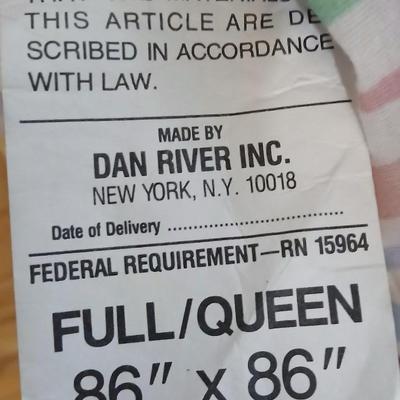 THIS ARTICLE ARE DE
SCRIBED IN ACCORDANCE
WITH LAW.
MADE BY
DAN RIVER INC.
NEW YORK, N.Y. 10018
Date of Delivery ....................................
FEDERAL REQUIREMENT—RN 15964
FULL/QUEEN
86" x 86"